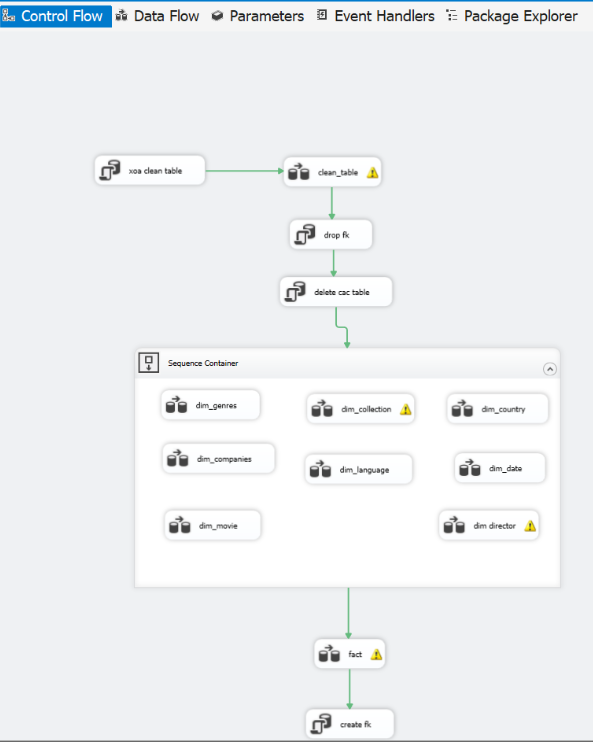 Control Flow Data Flow Parameters Event Handlers Package Explorer
xoa clean table
clean_table
drop fk
delete cac table
Sequence Container
dim_genres
dim_collection
dim_country
dim_companies
dim_language
dim_date
dim_movie
dim director
fact
create fk